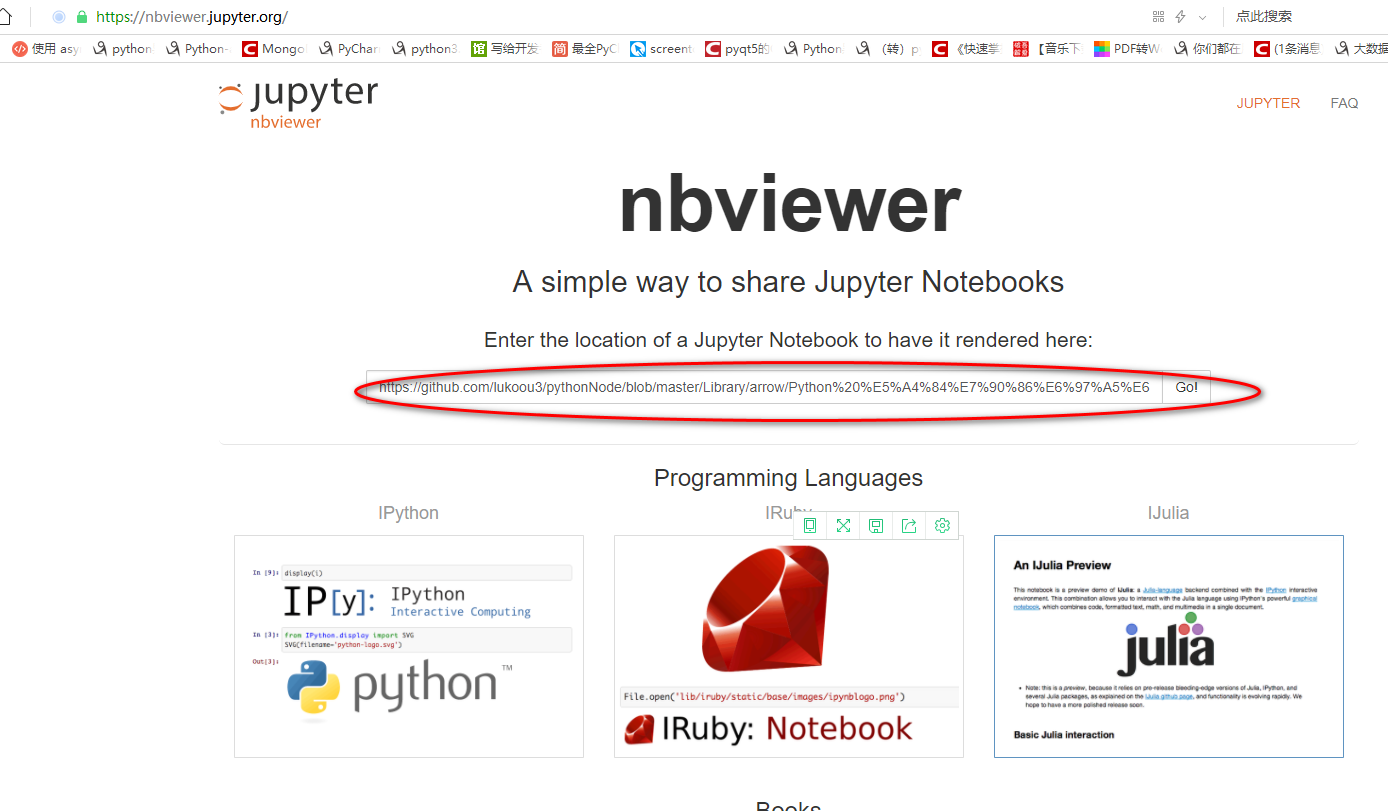 https://nbviewer.jupyter.org/
点此搜索
使用 asy
python
Python-
Mongo
PyChar
python3
馆 写给开发
简 最全PyC
screent
pyqt5的
Python
（转）p
《快速掌
【音乐下
PDF转W
你们都在
(1条消息
大数据
jupyter
nbviewer
JUPYTER
FAQ
nbviewer
A simple way to share Jupyter Notebooks
Enter the location of a Jupyter Notebook to have it rendered here:
https://github.com/lukoou3/pythonNode/blob/master/Library/arrow/Python%20%E5%A4%84%E7%90%86%E6%97%A5%E6
Go!
Programming Languages
IPython
IRuby
IJulia
In [9]: display(i)
IP[y]: IPython
Interactive Computing
In [3]: from IPython.display import SVG
SVG(filename='python-logo.svg')
Out[3]:
python™
File.open('lib/iruby/static/base/images/ipynblogo.png')
IRuby: Notebook
An IJulia Preview
This notebook is a preview demo of IJulia: a Julia-language backend combined with the IPython interactive
environment. This combination allows you to interact with the Julia language using IPython's powerful graphical
notebook, which combines code, formatted text, math, and multimedia in a single document.
julia
• Note: this is a preview, because it relies on pre-release bleeding-edge versions of Julia, IPython, and
several Julia packages, as explained on the IJulia github page, and functionality is evolving rapidly. We
hope to have a more polished release soon.
Basic Julia interaction
Books